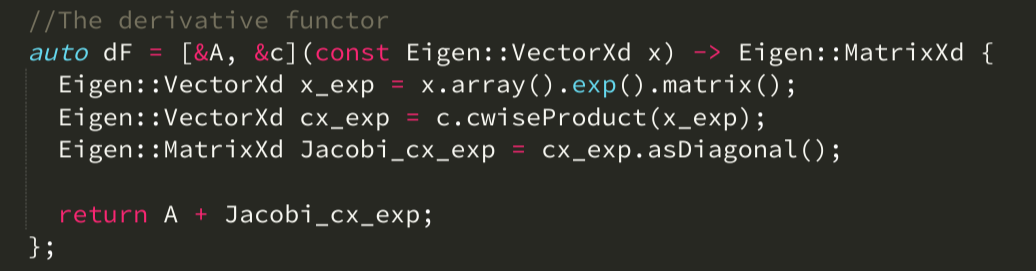 //The derivative functor
auto dF = [&A, &c](const Eigen::VectorXd x) -> Eigen::MatrixXd {
Eigen::VectorXd x_exp = x.array().exp().matrix();
Eigen::VectorXd cx_exp = c.cwiseProduct(x_exp);
Eigen::MatrixXd Jacobi_cx_exp = cx_exp.asDiagonal();
return A + Jacobi_cx_exp;
};